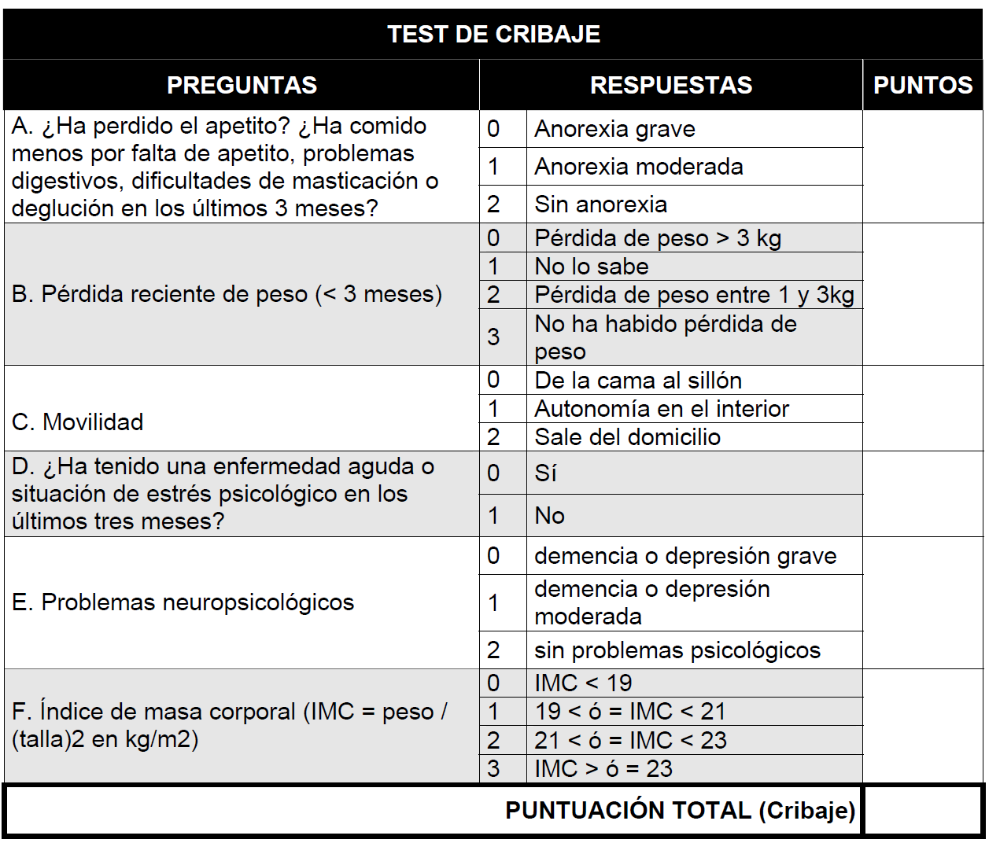 TEST DE CRIBAJE
PREGUNTAS RESPUESTAS PUNTOS
A. ¿Ha perdido el apetito? ¿Ha comido
menos por falta de apetito, problemas
digestivos, dificultades de masticación o
deglución en los últimos 3 meses?
0 Anorexia grave
1 Anorexia moderada
2 Sin anorexia
B. Pérdida reciente de peso (< 3 meses)
0 Pérdida de peso > 3 kg
1 No lo sabe
2 Pérdida de peso entre 1 y 3kg
3 No ha habido pérdida de
peso
C. Movilidad
0 De la cama al sillón
1 Autonomía en el interior
2 Sale del domicilio
D. ¿Ha tenido una enfermedad aguda o
situación de estrés psicológico en los
últimos tres meses?
0 Sí
1 No
E. Problemas neuropsicológicos
0 demencia o depresión grave
1 demencia o depresión
moderada
2 sin problemas psicológicos
F. Índice de masa corporal (IMC = peso /
(talla)2 en kg/m2)
0 IMC < 19
1 19 < ó = IMC < 21
2 21 < ó = IMC < 23
3 IMC > ó = 23
PUNTUACIÓN TOTAL (Cribaje)